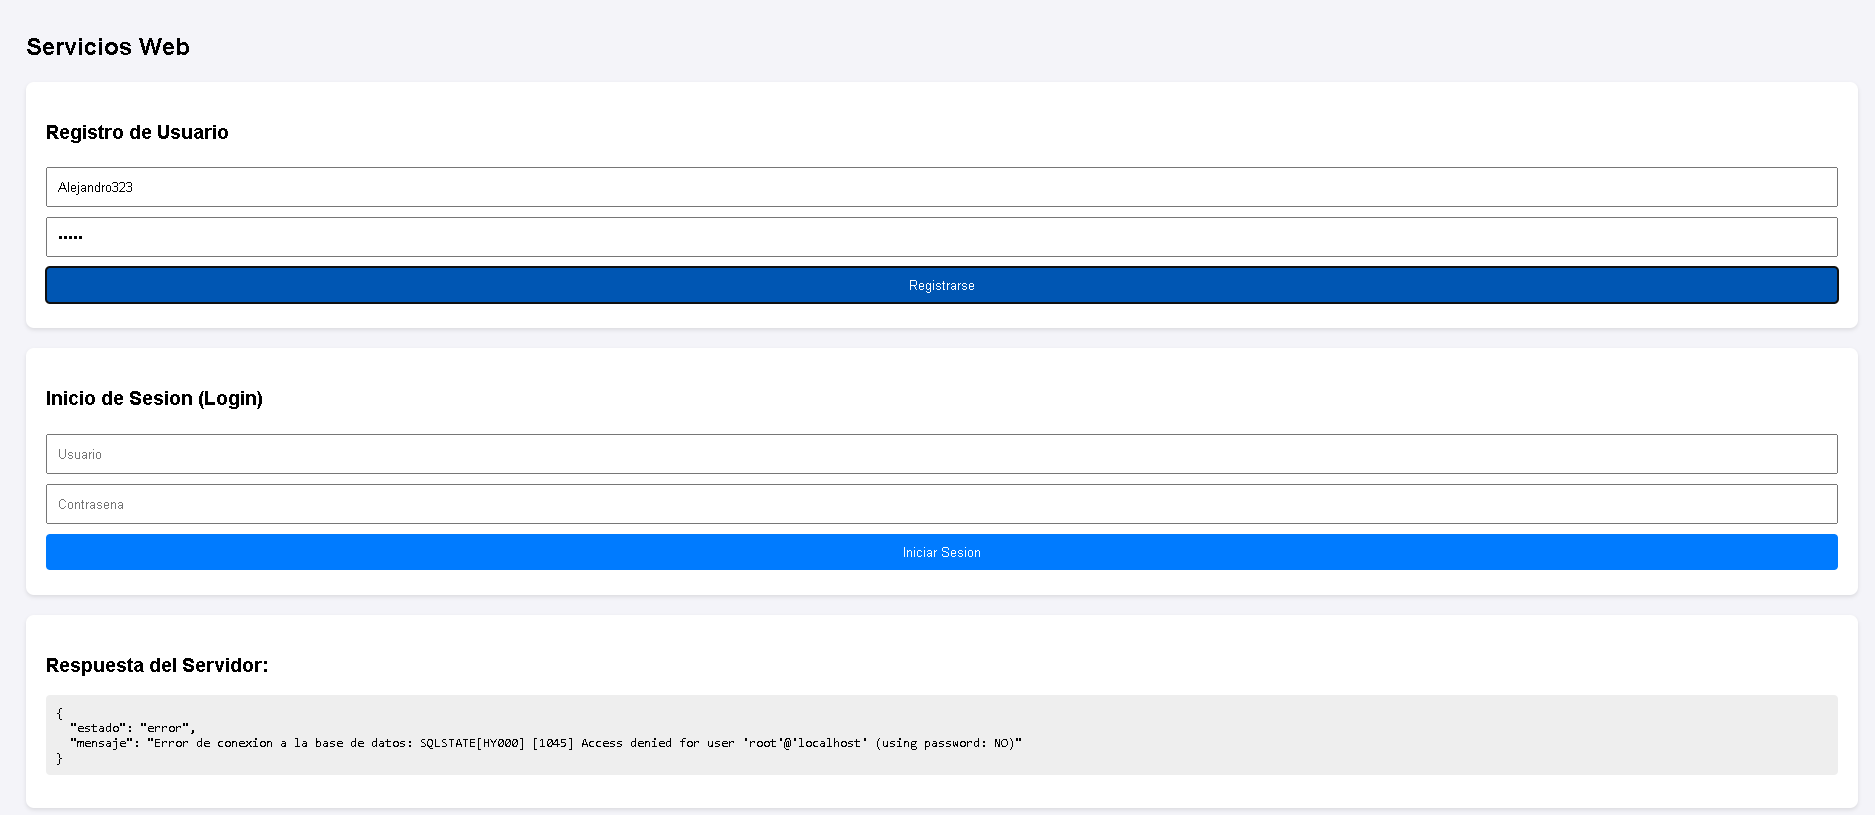 Servicios Web
Registro de Usuario
Alejandro323
•••••
Registrarse
Inicio de Sesion (Login)
Usuario
Contrasena
Iniciar Sesion
Respuesta del Servidor:
{
  "estado": "error",
  "mensaje": "Error de conexion a la base de datos: SQLSTATE[HY000] [1045] Access denied for user 'root'@'localhost' (using password: NO)"
}